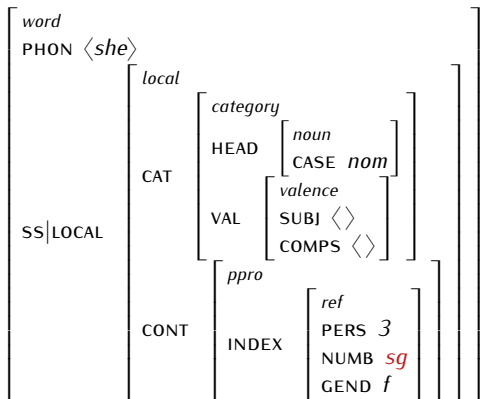 word
PHON ⟨she⟩
local
category
HEAD noun
CASE nom
CAT
valence
VAL SUBJ ⟨⟩
COMPS ⟨⟩
SS|LOCAL
ppro
ref
CONT INDEX PERS 3
NUMB sg
GEND f